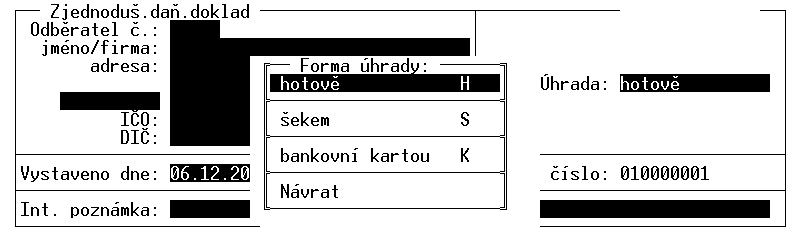 Zjednoduš.daň.doklad
Odběratel č.:
jméno/firma:
adresa:
Forma úhrady:
hotově H
Úhrada: hotově
IČO:
šekem S
DIČ:
bankovní kartou K
Vystaveno dne: 06.12.20
číslo: 010000001
Návrat
Int. poznámka: